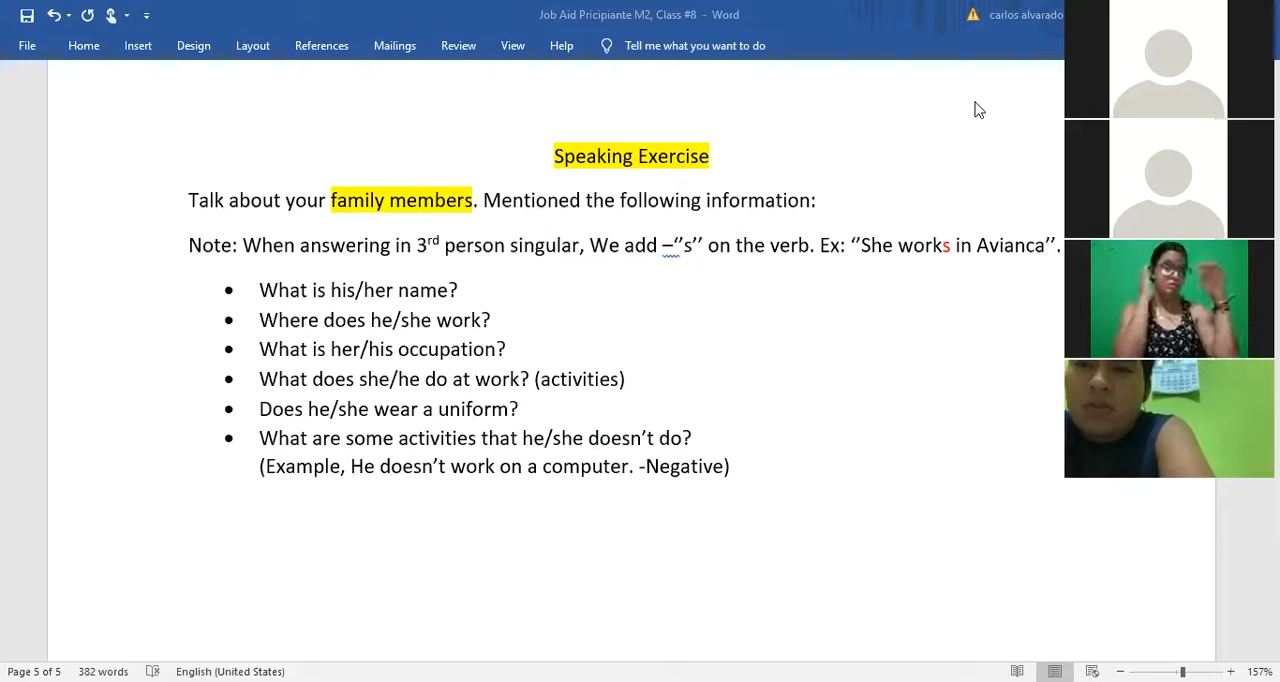 Job Aid Pricipiante M2, Class #8 - Word
carlos alvarado
File Home Insert Design Layout References Mailings Review View Help Tell me what you want to do
Speaking Exercise
Talk about your family members. Mentioned the following information:
Note: When answering in 3rd person singular, We add –‘’s’’ on the verb. Ex: ‘’She works in Avianca’’.
• What is his/her name?
• Where does he/she work?
• What is her/his occupation?
• What does she/he do at work? (activities)
• Does he/she wear a uniform?
• What are some activities that he/she doesn’t do?
(Example, He doesn’t work on a computer. -Negative)
Page 5 of 5 382 words English (United States) 157%